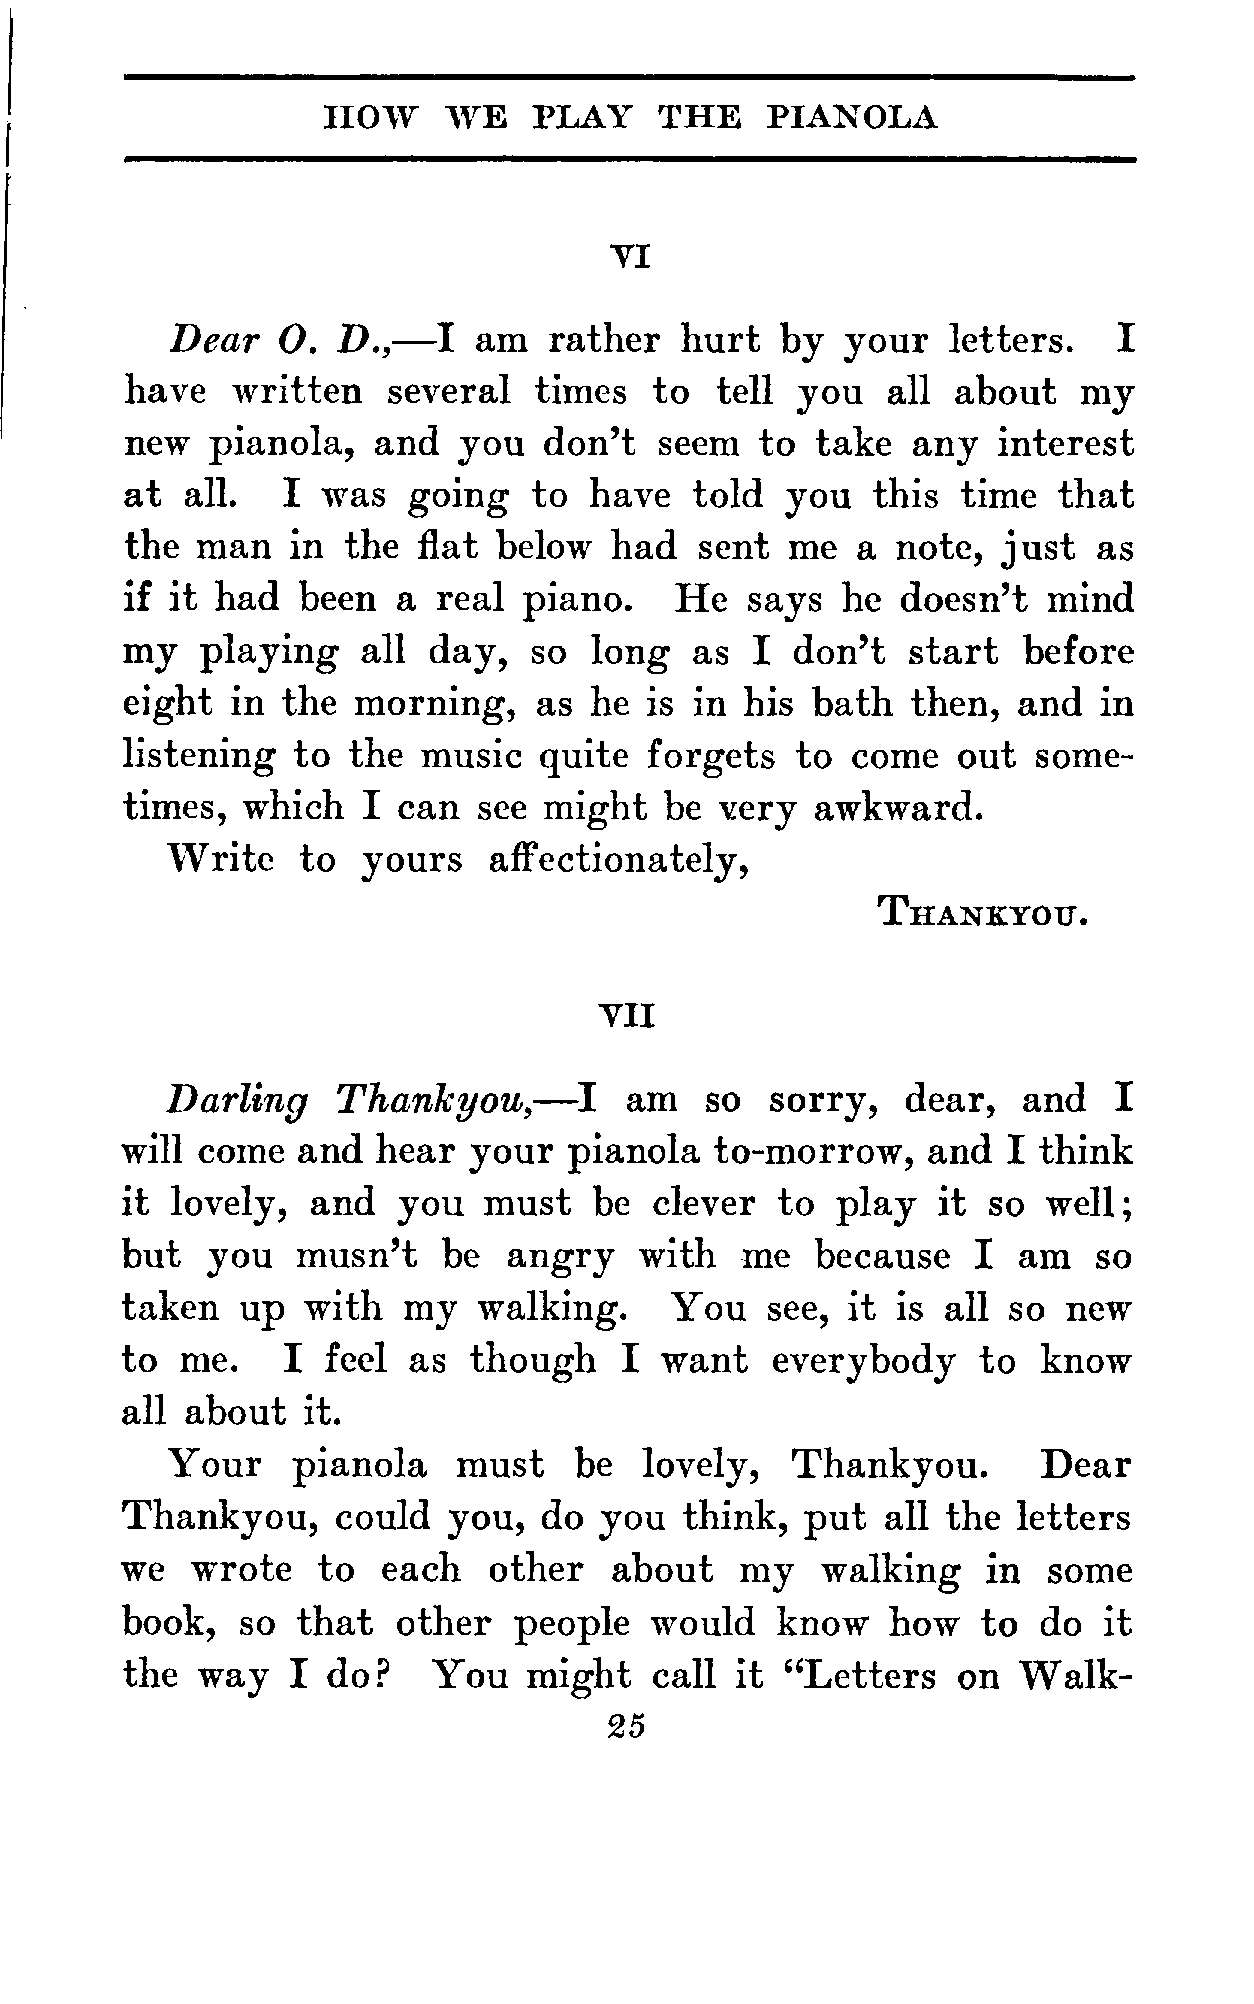 HOW WE PLAY THE PIANOLA
VI
Dear O. D.,—I am rather hurt by your letters. I
have written several times to tell you all about my
new pianola, and you don't seem to take any interest
at all. I was going to have told you this time that
the man in the flat below had sent me a note, just as
if it had been a real piano. He says he doesn't mind
my playing all day, so long as I don't start before
eight in the morning, as he is in his bath then, and in
listening to the music quite forgets to come out some-
times, which I can see might be very awkward.
Write to yours affectionately,
THANKYOU.
VII
Darling Thankyou,—I am so sorry, dear, and I
will come and hear your pianola to-morrow, and I think
it lovely, and you must be clever to play it so well;
but you musn't be angry with me because I am so
taken up with my walking. You see, it is all so new
to me. I feel as though I want everybody to know
all about it.
Your pianola must be lovely, Thankyou. Dear
Thankyou, could you, do you think, put all the letters
we wrote to each other about my walking in some
book, so that other people would know how to do it
the way I do? You might call it "Letters on Walk-
25